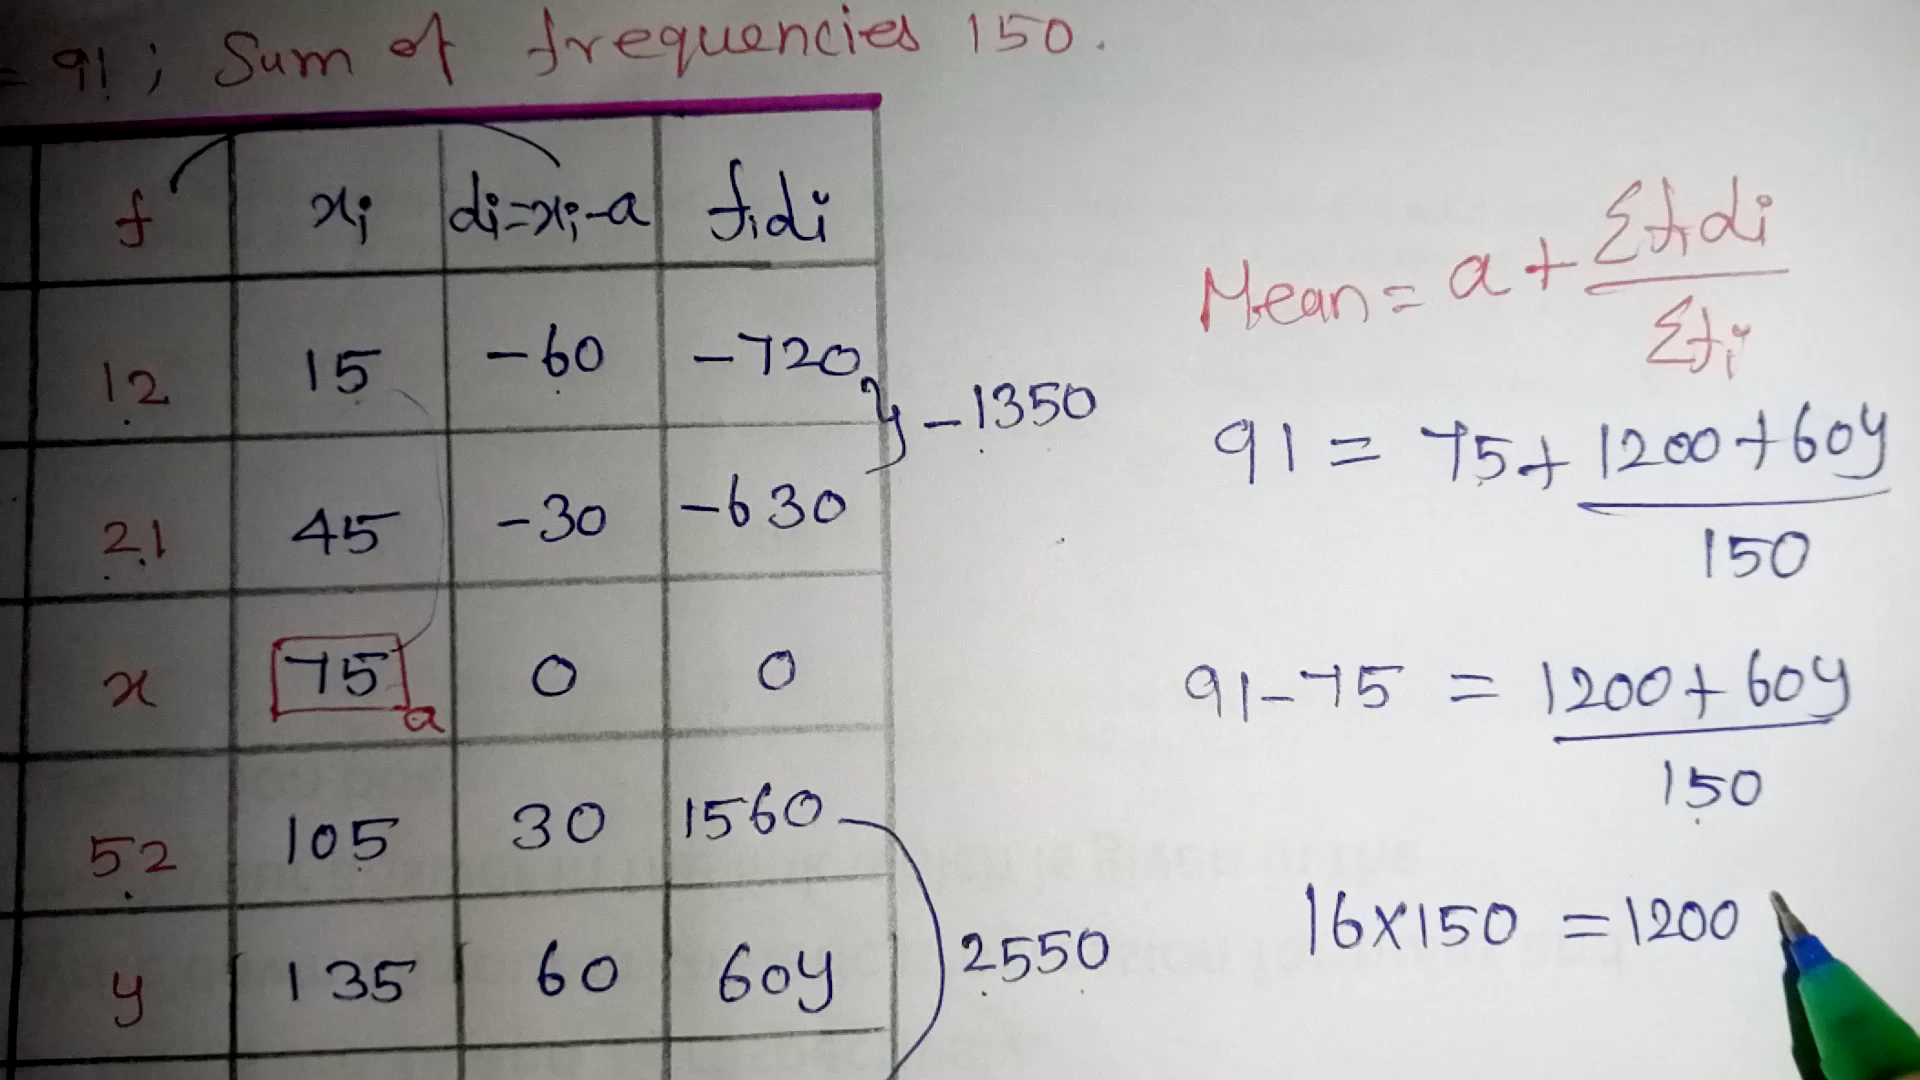 = 91 ; Sum of frequencies 150.
f xi di=xi-a fidi
12 15 -60 -720
-1350
21 45 -30 -630
x 75 0 0
a
52 105 30 1560
y 135 60 60y
2550
Mean = a + Σfidi
Σfi
91 = 75 + 1200+60y
150
91-75 = 1200+60y
150
16×150 = 1200